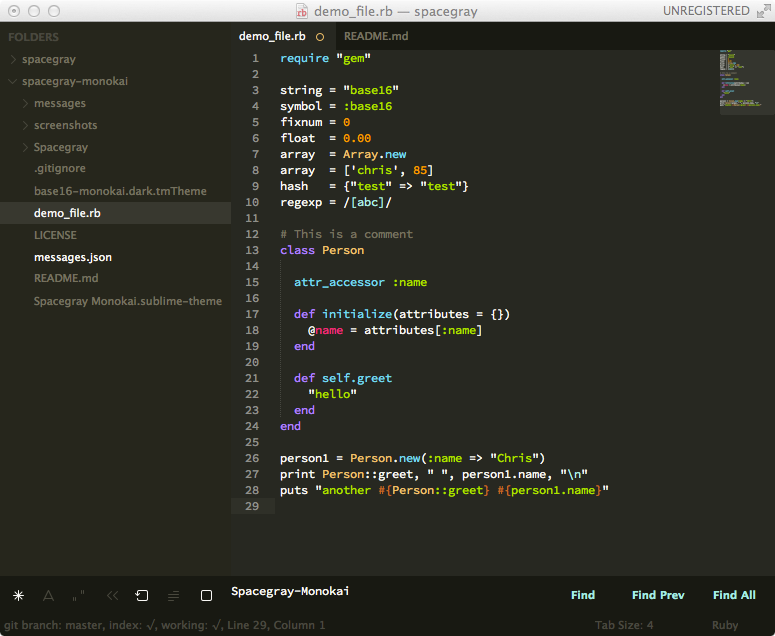 demo_file.rb — spacegray
UNREGISTERED
FOLDERS
spacegray
spacegray-monokai
messages
screenshots
Spacegray
.gitignore
base16-monokai.dark.tmTheme
demo_file.rb
LICENSE
messages.json
README.md
Spacegray Monokai.sublime-theme
demo_file.rb
README.md
1 require "gem"
2
3 string = "base16"
4 symbol = :base16
5 fixnum = 0
6 float  = 0.00
7 array  = Array.new
8 array  = ['chris', 85]
9 hash   = {"test" => "test"}
10 regexp = /[abc]/
11
12 # This is a comment
13 class Person
14
15   attr_accessor :name
16
17   def initialize(attributes = {})
18     @name = attributes[:name]
19   end
20
21   def self.greet
22     "hello"
23   end
24 end
25
26 person1 = Person.new(:name => "Chris")
27 print Person::greet, " ", person1.name, "\n"
28 puts "another #{Person::greet} #{person1.name}"
29
Spacegray-Monokai
Find
Find Prev
Find All
git branch: master, index: √, working: √, Line 29, Column 1
Tab Size: 4
Ruby